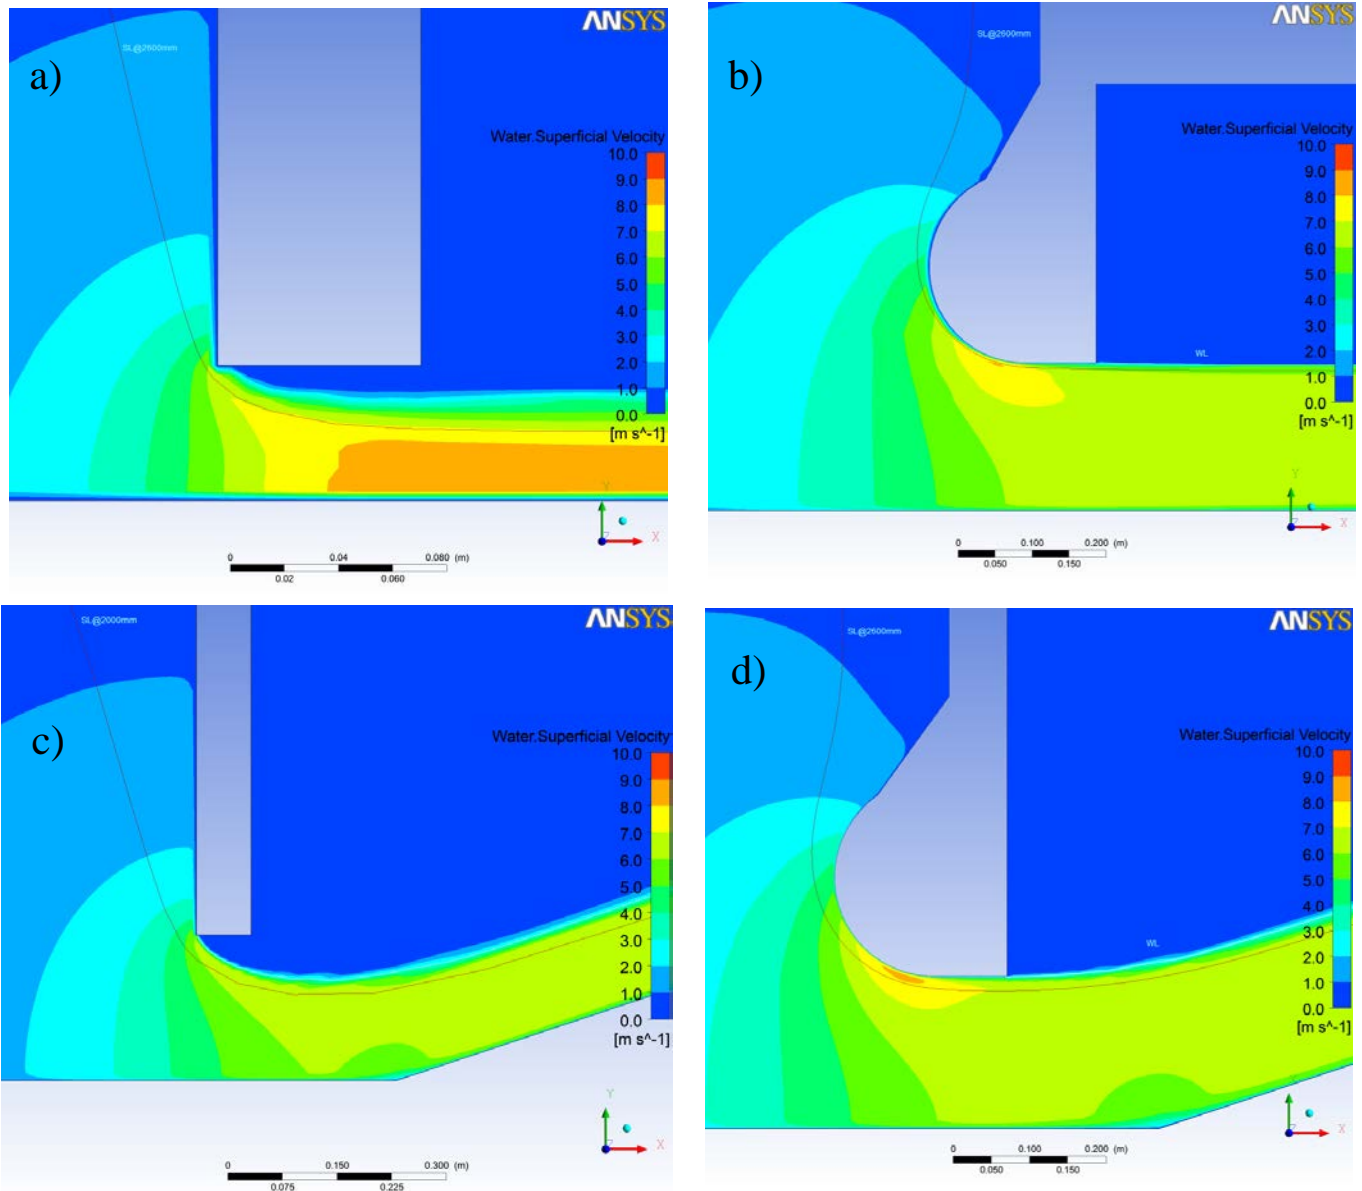 ANSYS
SL@2600mm
a)
Water.Superficial Velocity
10.0
9.0
8.0
7.0
6.0
5.0
4.0
3.0
2.0
1.0
0.0
[m s^-1]
Y
X
Z
0 0.04 0.080 (m)
0.02 0.060
ANSYS
SL@2600mm
b)
Water.Superficial Velocity
10.0
9.0
8.0
7.0
6.0
5.0
4.0
3.0
2.0
1.0
0.0
[m s^-1]
WL
Y
X
Z
0 0.100 0.200 (m)
0.050 0.150
ANSYS
SL@2000mm
c)
Water.Superficial Velocity
10.0
9.0
8.0
7.0
6.0
5.0
4.0
3.0
2.0
1.0
0.0
[m s^-1]
Y
X
Z
0 0.150 0.300 (m)
0.075 0.225
ANSYS
SL@2600mm
d)
Water.Superficial Velocity
10.0
9.0
8.0
7.0
6.0
5.0
4.0
3.0
2.0
1.0
0.0
[m s^-1]
WL
X
Z
0 0.100 0.200 (m)
0.050 0.150